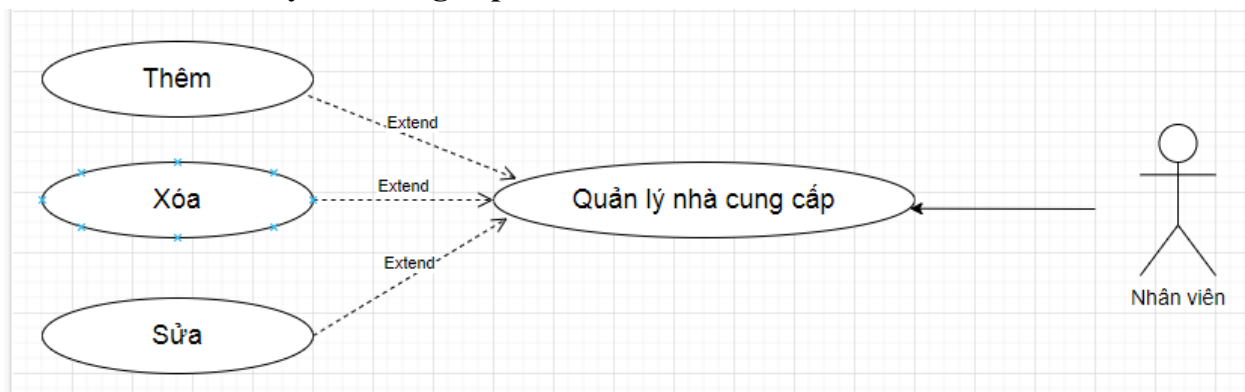 Thêm
Extend
Xóa
Extend
Quản lý nhà cung cấp
Extend
Nhân viên
Sửa